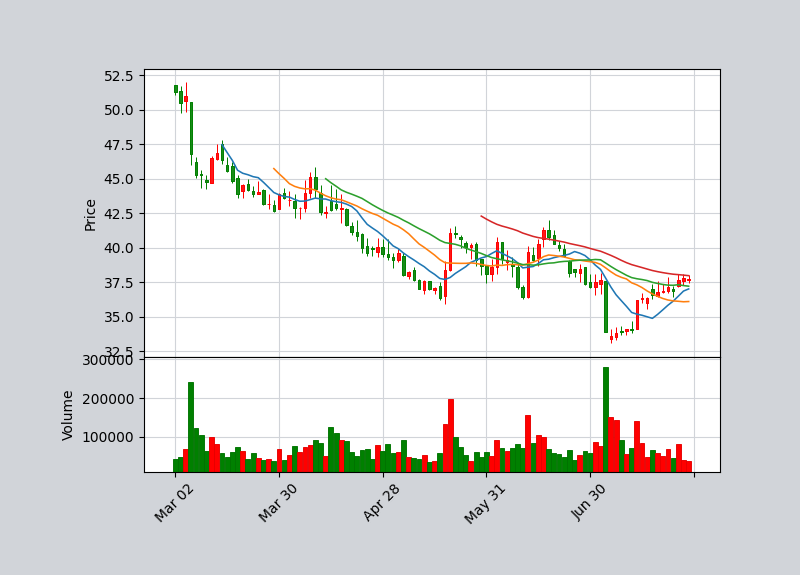 52.5
50.0
47.5
45.0
42.5
40.0
37.5
35.0
32.5
Price
300000
200000
100000
Volume
Mar 02
Mar 30
Apr 28
May 31
Jun 30